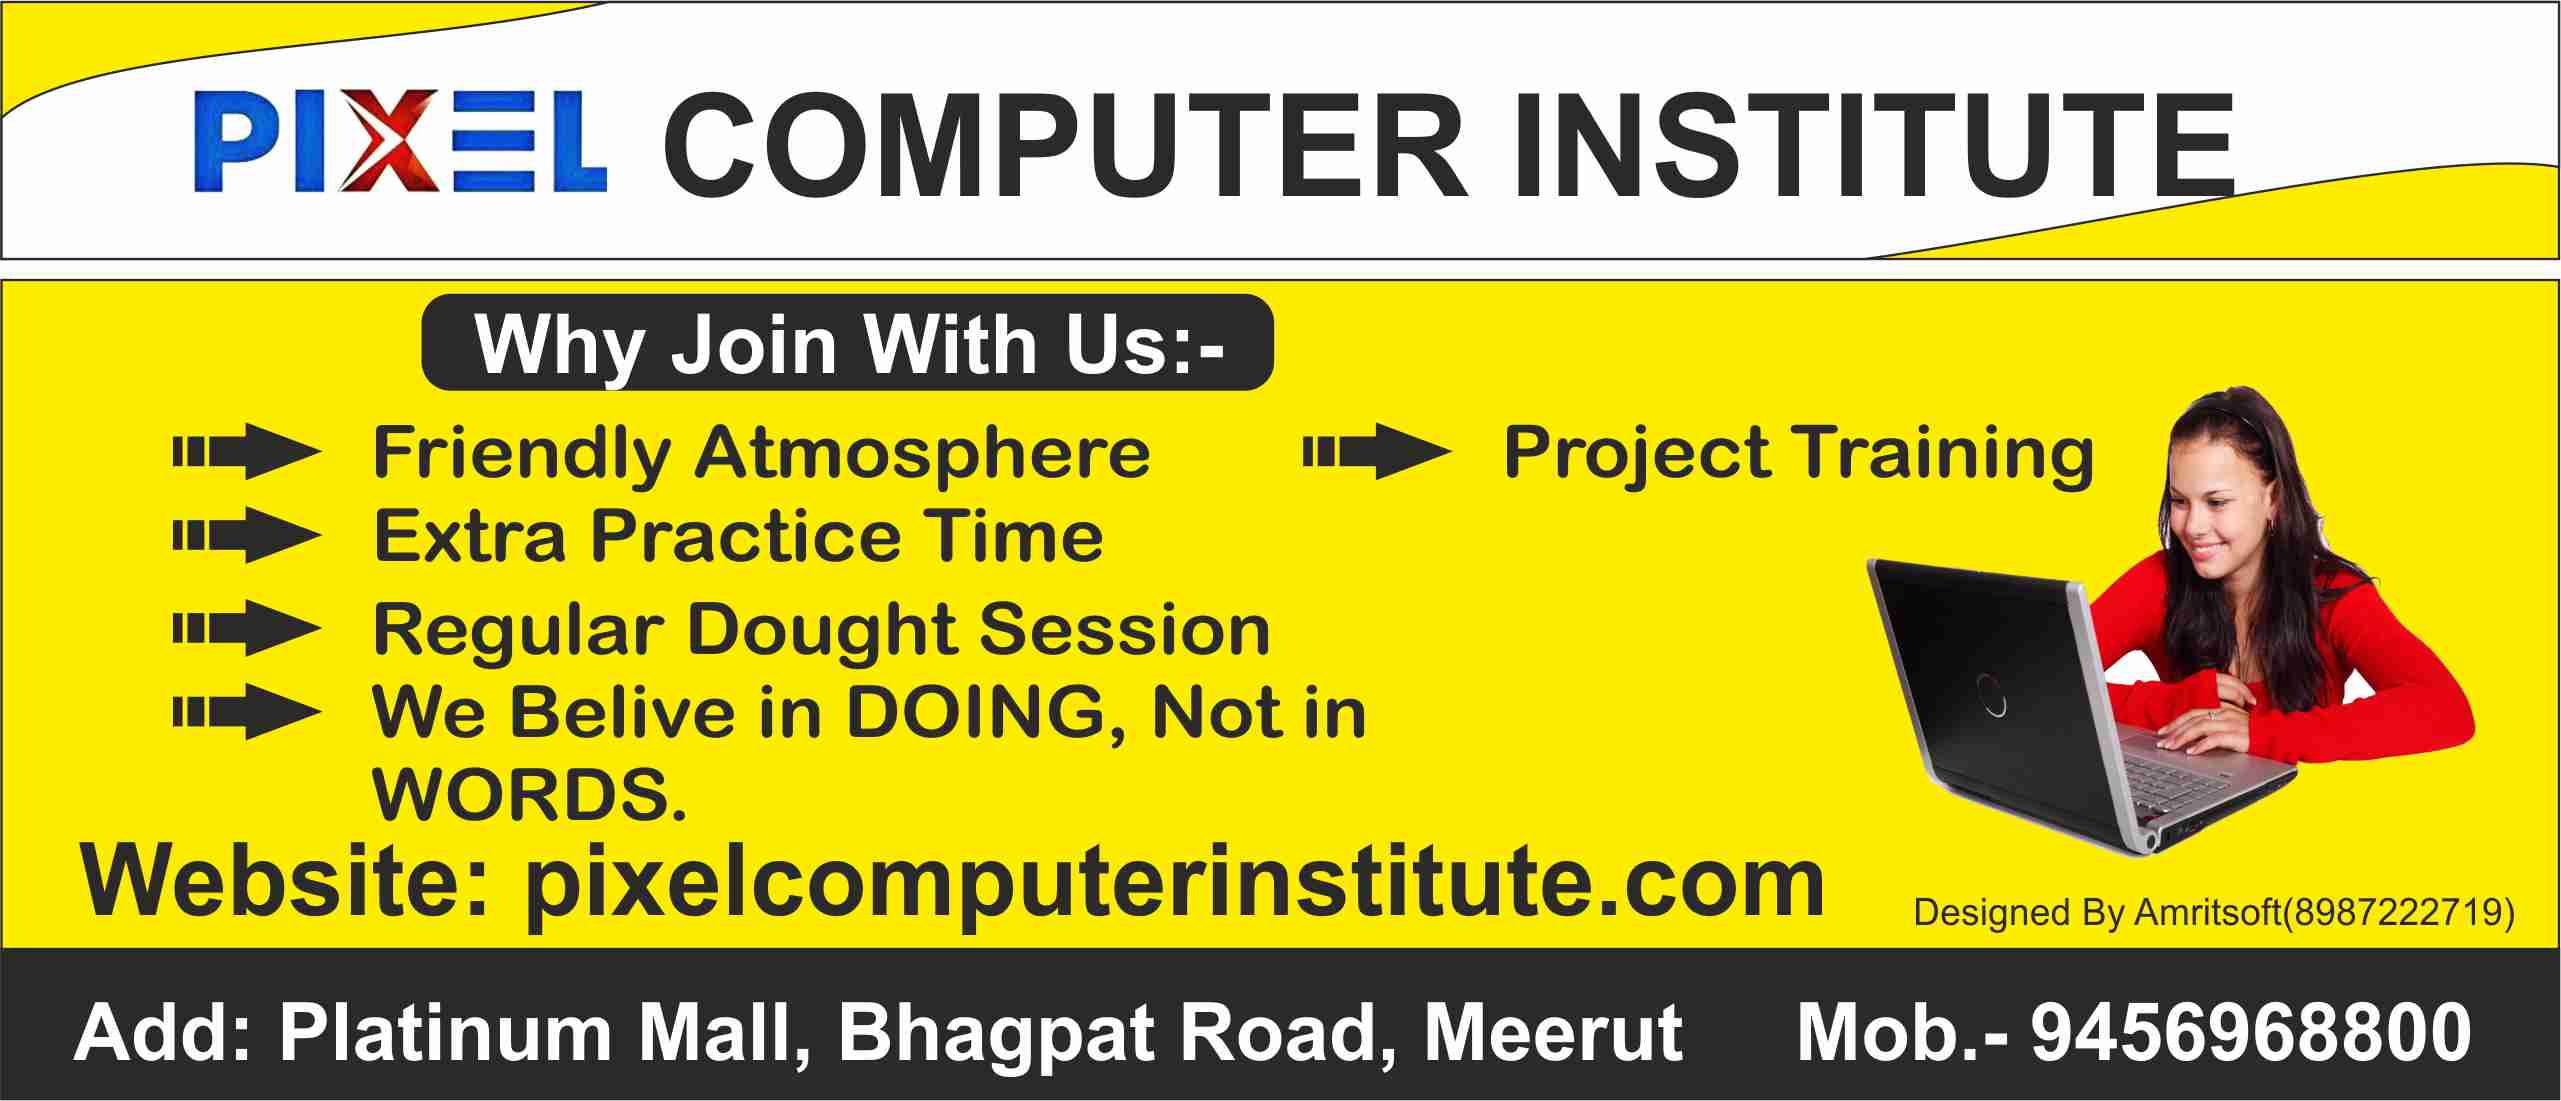 PIXEL COMPUTER INSTITUTE
Why Join With Us:-
Friendly Atmosphere
Project Training
Extra Practice Time
Regular Dought Session
We Belive in DOING, Not in
WORDS.
Website: pixelcomputerinstitute.com
Designed By Amritsoft(8987222719)
Add: Platinum Mall, Bhagpat Road, Meerut Mob.- 9456968800